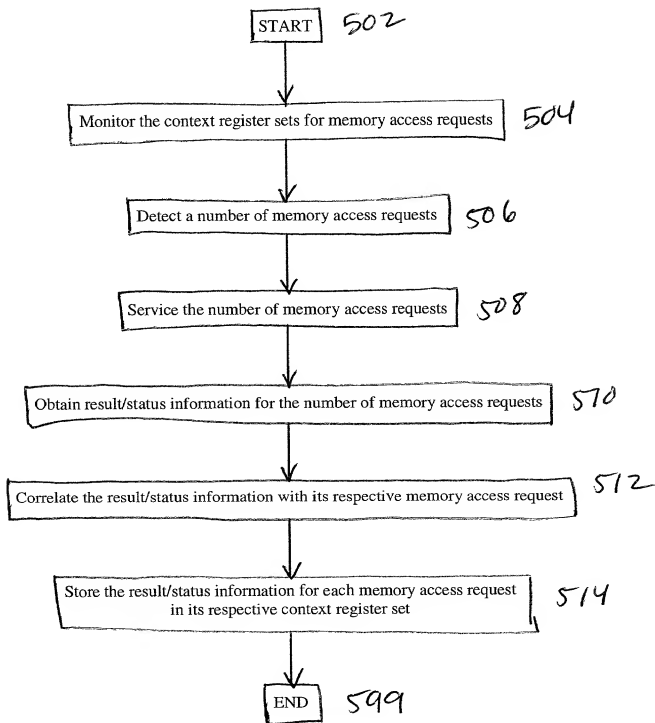 START 502
Monitor the context register sets for memory access requests 504
Detect a number of memory access requests 506
Service the number of memory access requests 508
Obtain result/status information for the number of memory access requests 510
Correlate the result/status information with its respective memory access request 512
Store the result/status information for each memory access request
in its respective context register set 514
END 599